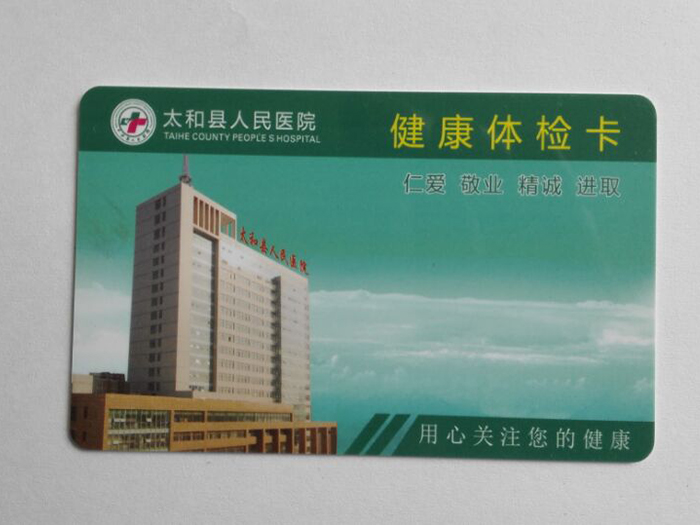 太和县人民医院
TAIHE COUNTY PEOPLE'S HOSPITAL
健康体检卡
仁爱 敬业 精诚 进取
太和县人民医院
用心关注您的健康